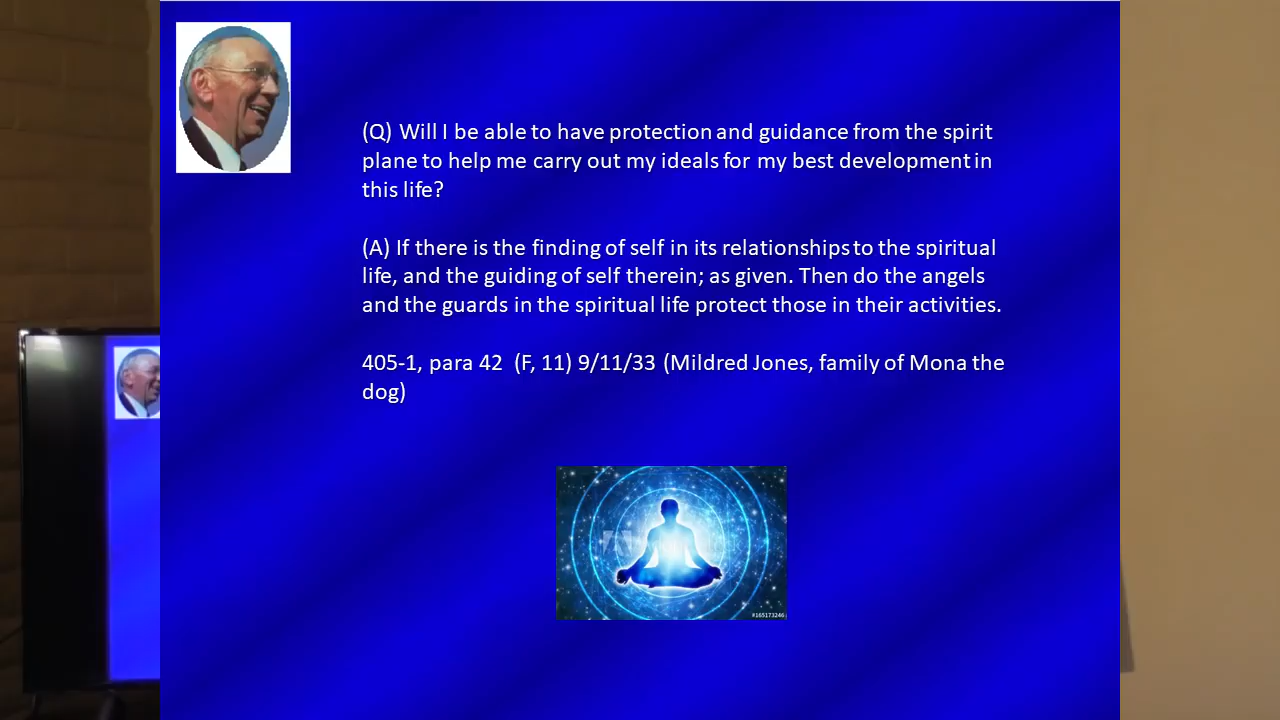 (Q) Will I be able to have protection and guidance from the spirit
plane to help me carry out my ideals for my best development in
this life?
(A) If there is the finding of self in its relationships to the spiritual
life, and the guiding of self therein; as given. Then do the angels
and the guards in the spiritual life protect those in their activities.
405-1, para 42 (F, 11) 9/11/33 (Mildred Jones, family of Mona the
dog)
#165173246